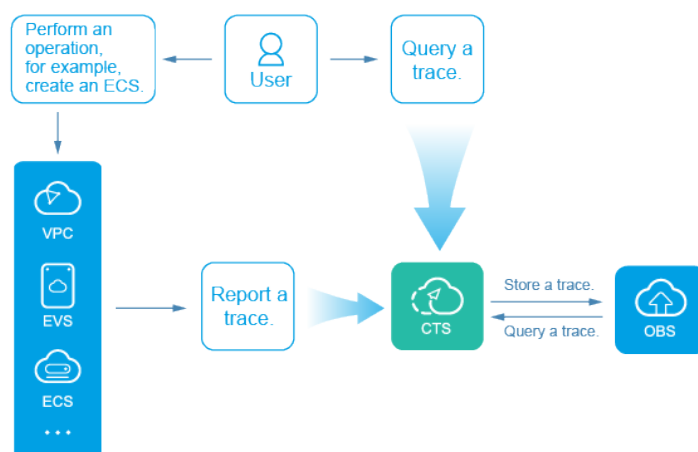 Perform an
operation,
for example,
create an ECS.
User
Query a
trace.
VPC
EVS
ECS
...
Report a
trace.
CTS
Store a trace.
Query a trace.
OBS